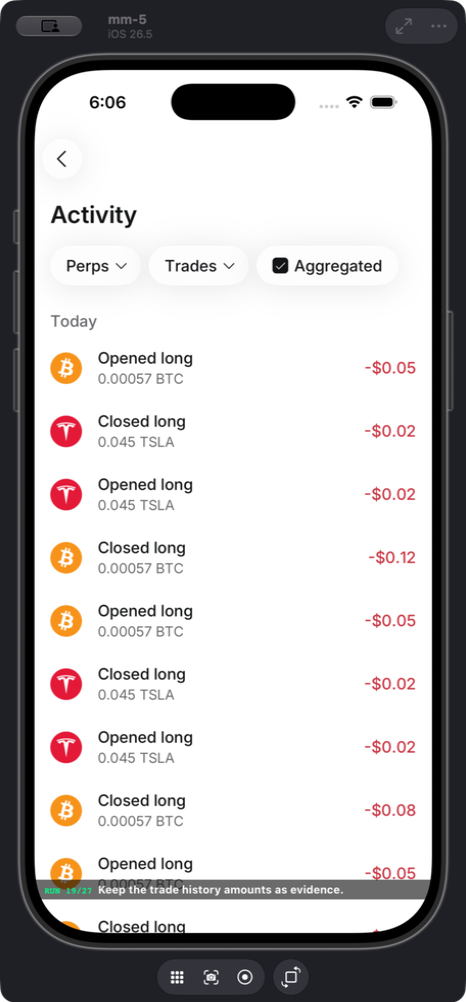 mm-5
iOS 26.5
6:06
Activity
Perps
Trades
Aggregated
Today
Opened long
-$0.05
0.00057 BTC
Closed long
-$0.02
0.045 TSLA
Opened long
-$0.02
0.045 TSLA
Closed long
-$0.12
0.00057 BTC
Opened long
-$0.05
0.00057 BTC
Closed long
-$0.02
0.045 TSLA
Opened long
-$0.02
0.045 TSLA
Closed long
-$0.08
0.00057 BTC
Opened long
-$0.05
0.00057 BTC
RUN 19/27 Keep the trade history amounts as evidence.
Closed long